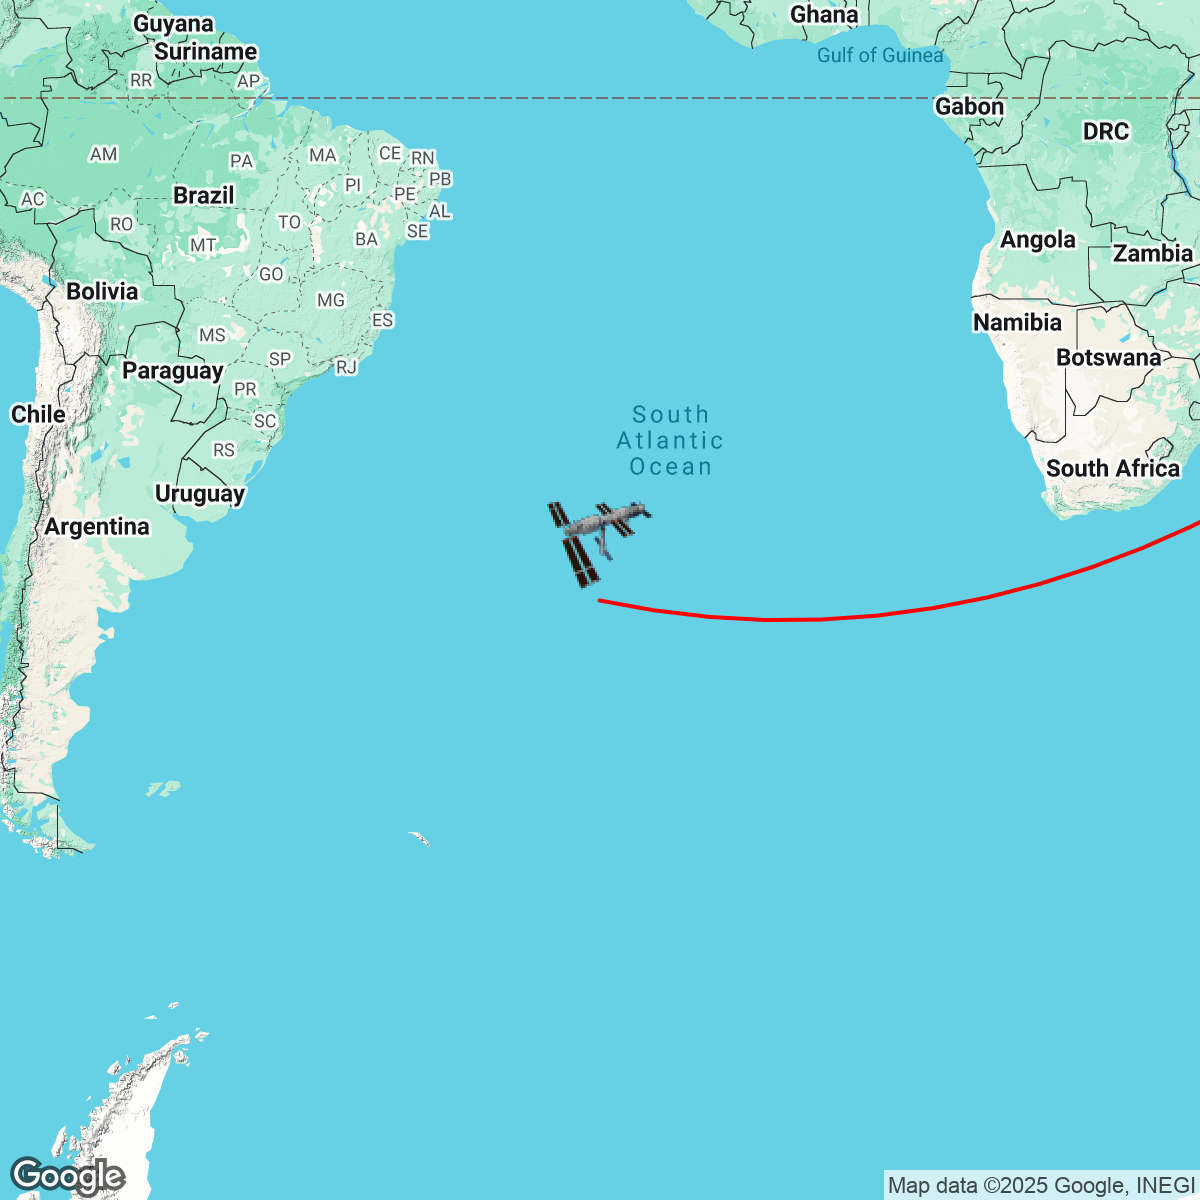 Guyana
Suriname
Ghana
Gulf of Guinea
RR
AP
Gabon
DRC
AM
PA
MA
CE
RN
PI
PB
AC
Brazil
PE
AL
RO
TO
SE
MT
BA
Angola
Zambia
GO
Bolivia
MG
ES
Namibia
MS
SP
RJ
Botswana
Paraguay
PR
Chile
SC
South
Atlantic
Ocean
RS
South Africa
Uruguay
Argentina
Google
Map data ©2025 Google, INEGI